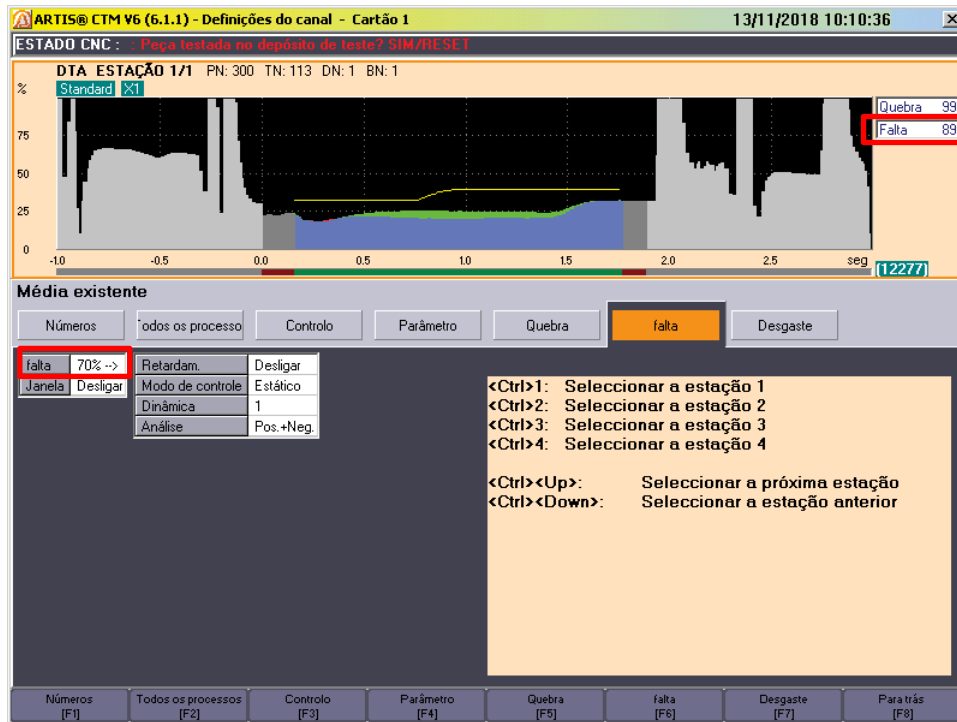 ARTIS® CTM V6 (6.1.1) - Definições do canal - Cartão 1 13/11/2018 10:10:36
ESTADO CNC : : Peça testada no depósito de teste? SIM/RESET
DTA ESTAÇÃO 1/1 PN: 300 TN: 113 DN: 1 BN: 1
% Standard X1
Quebra 99
Falta 89
75
50
25
0
-1.0 -0.5 0.0 0.5 1.0 1.5 2.0 2.5 seg
(12277)
Média existente
Números odos os processo Controlo Parâmetro Quebra falta Desgaste
falta 70% --> Retardam. Desligar
Janela Desligar Modo de controle Estático
Dinâmica 1
Análise Pos.+Neg.
<Ctrl>1: Seleccionar a estação 1
<Ctrl>2: Seleccionar a estação 2
<Ctrl>3: Seleccionar a estação 3
<Ctrl>4: Seleccionar a estação 4
<Ctrl><Up>: Seleccionar a próxima estação
<Ctrl><Down>: Seleccionar a estação anterior
Números Todos os processos Controlo Parâmetro Quebra falta Desgaste Para trás
[F1] [F2] [F3] [F4] [F5] [F6] [F7] [F8]